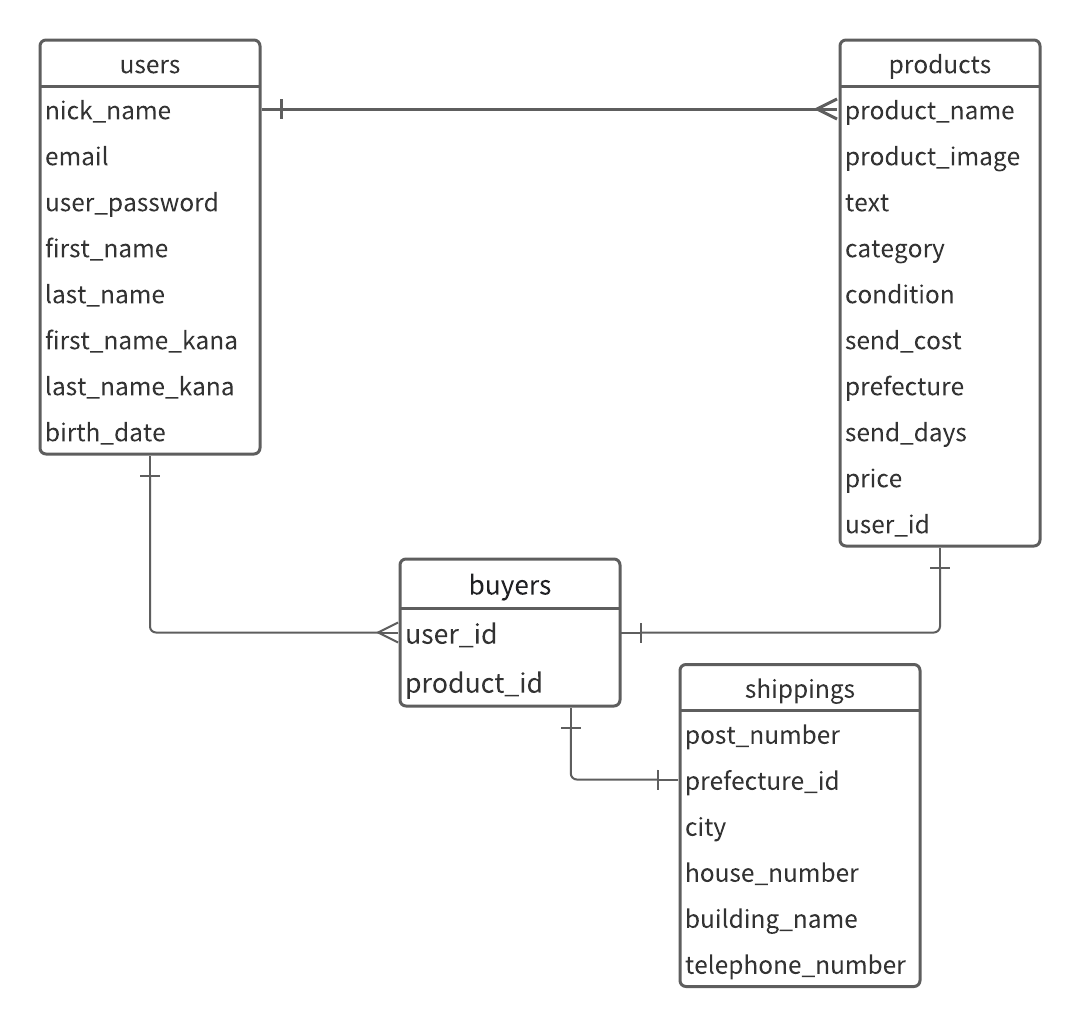 users
nick_name
email
user_password
first_name
last_name
first_name_kana
last_name_kana
birth_date
products
product_name
product_image
text
category
condition
send_cost
prefecture
send_days
price
user_id
buyers
user_id
product_id
shippings
post_number
prefecture_id
city
house_number
building_name
telephone_number